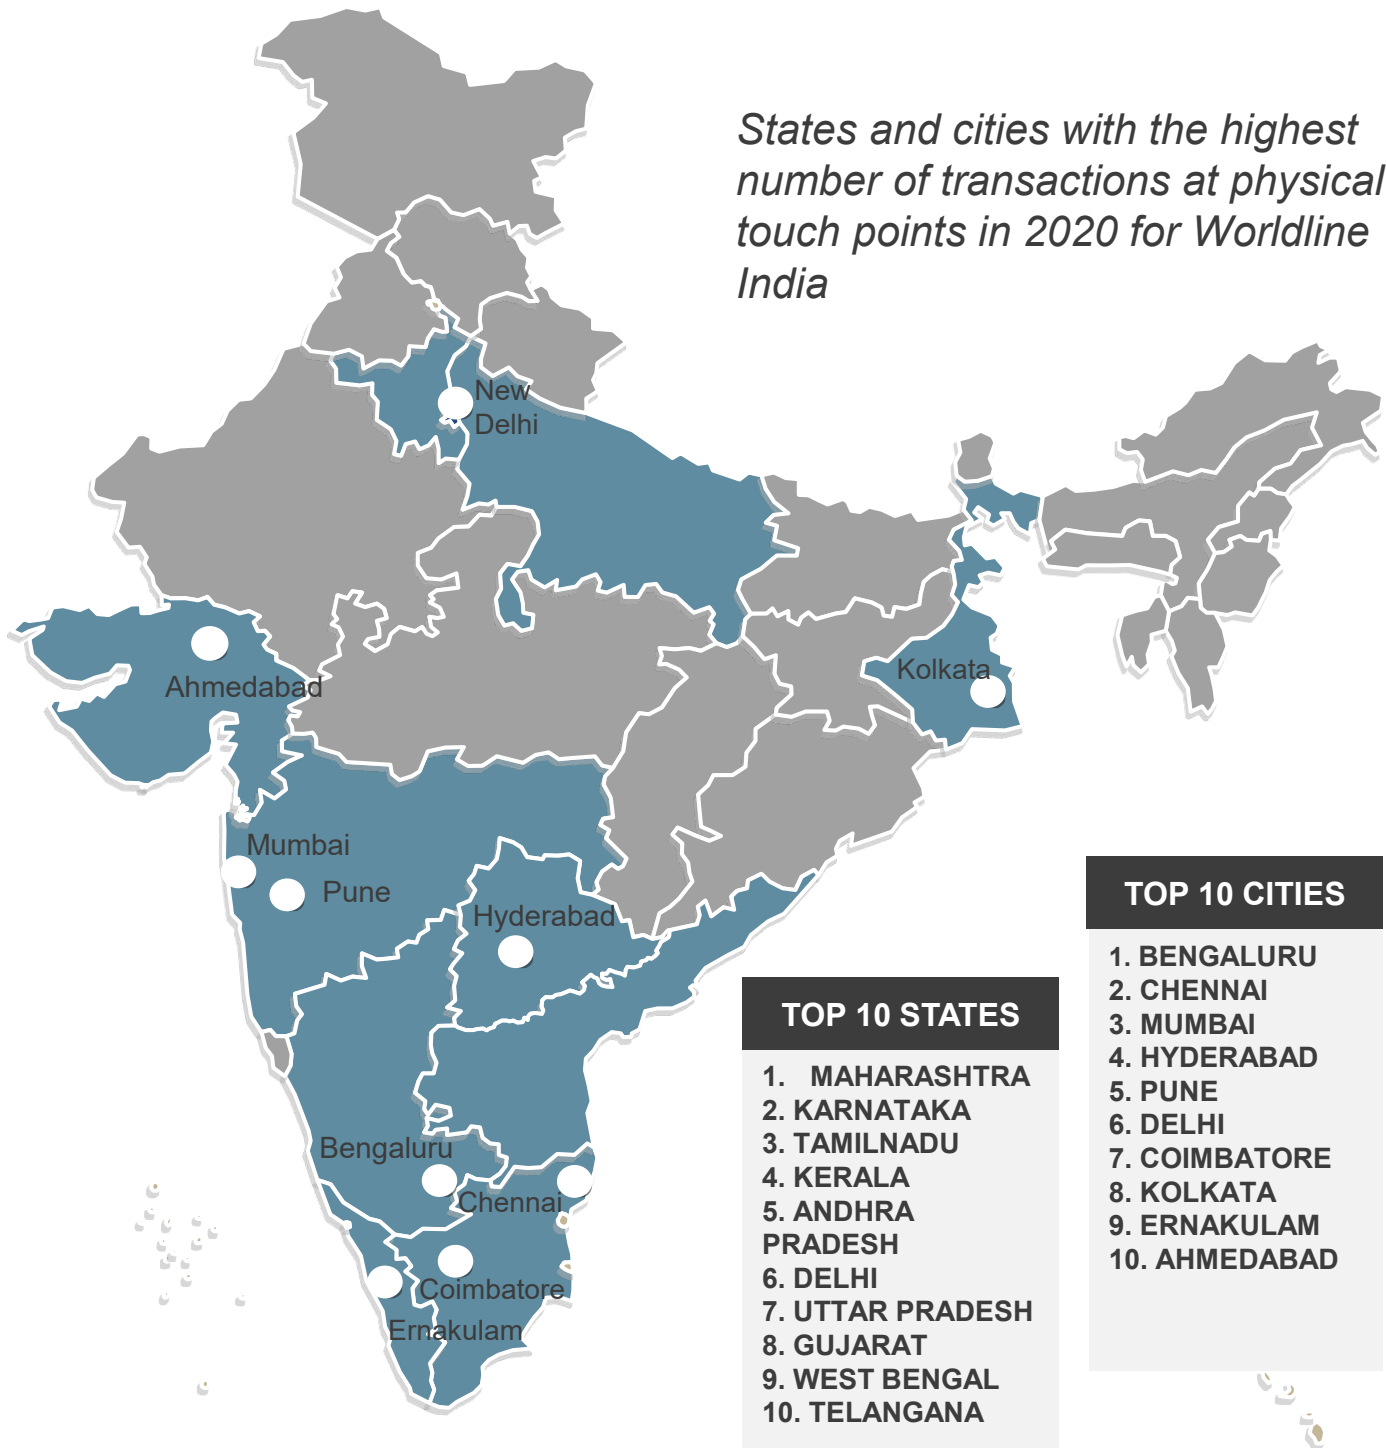 States and cities with the highest
number of transactions at physical
touch points in 2020 for Worldline
India
New
Delhi
Ahmedabad
Kolkata
Mumbai
Pune
Hyderabad
Bengaluru
Chennai
Coimbatore
Ernakulam
TOP 10 STATES
1. MAHARASHTRA
2. KARNATAKA
3. TAMILNADU
4. KERALA
5. ANDHRA
PRADESH
6. DELHI
7. UTTAR PRADESH
8. GUJARAT
9. WEST BENGAL
10. TELANGANA
TOP 10 CITIES
1. BENGALURU
2. CHENNAI
3. MUMBAI
4. HYDERABAD
5. PUNE
6. DELHI
7. COIMBATORE
8. KOLKATA
9. ERNAKULAM
10. AHMEDABAD